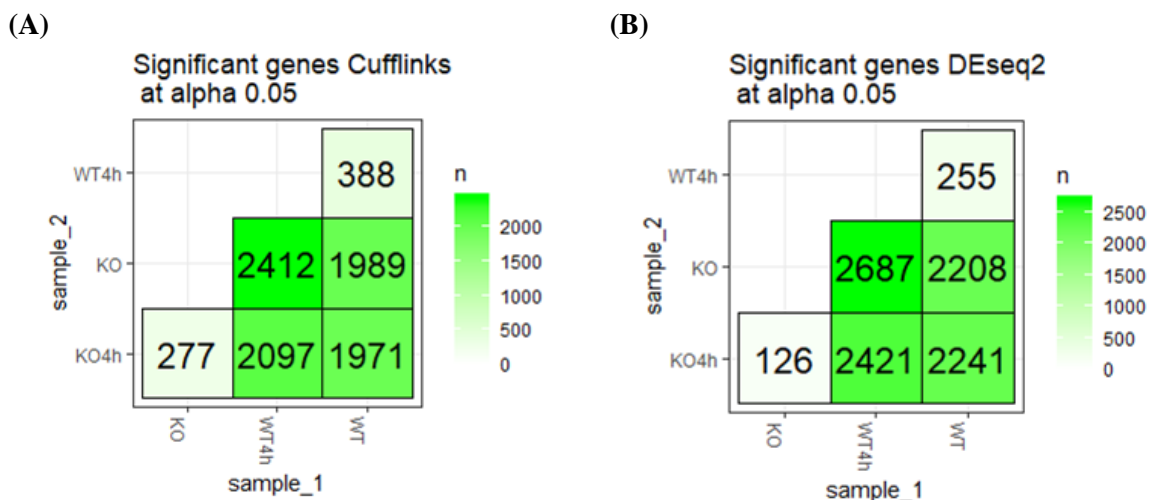 (A)
Significant genes Cufflinks
at alpha 0.05
WT4h
KO
KO4h
sample_2
388
2412 1989
277 2097 1971
KO WT4h WT
sample_1
n
2000
1500
1000
500
0
(B)
Significant genes DEseq2
at alpha 0.05
WT4h
KO
KO4h
sample_2
255
2687 2208
126 2421 2241
KO WT4h WT
sample_1
n
2500
2000
1500
1000
500
0